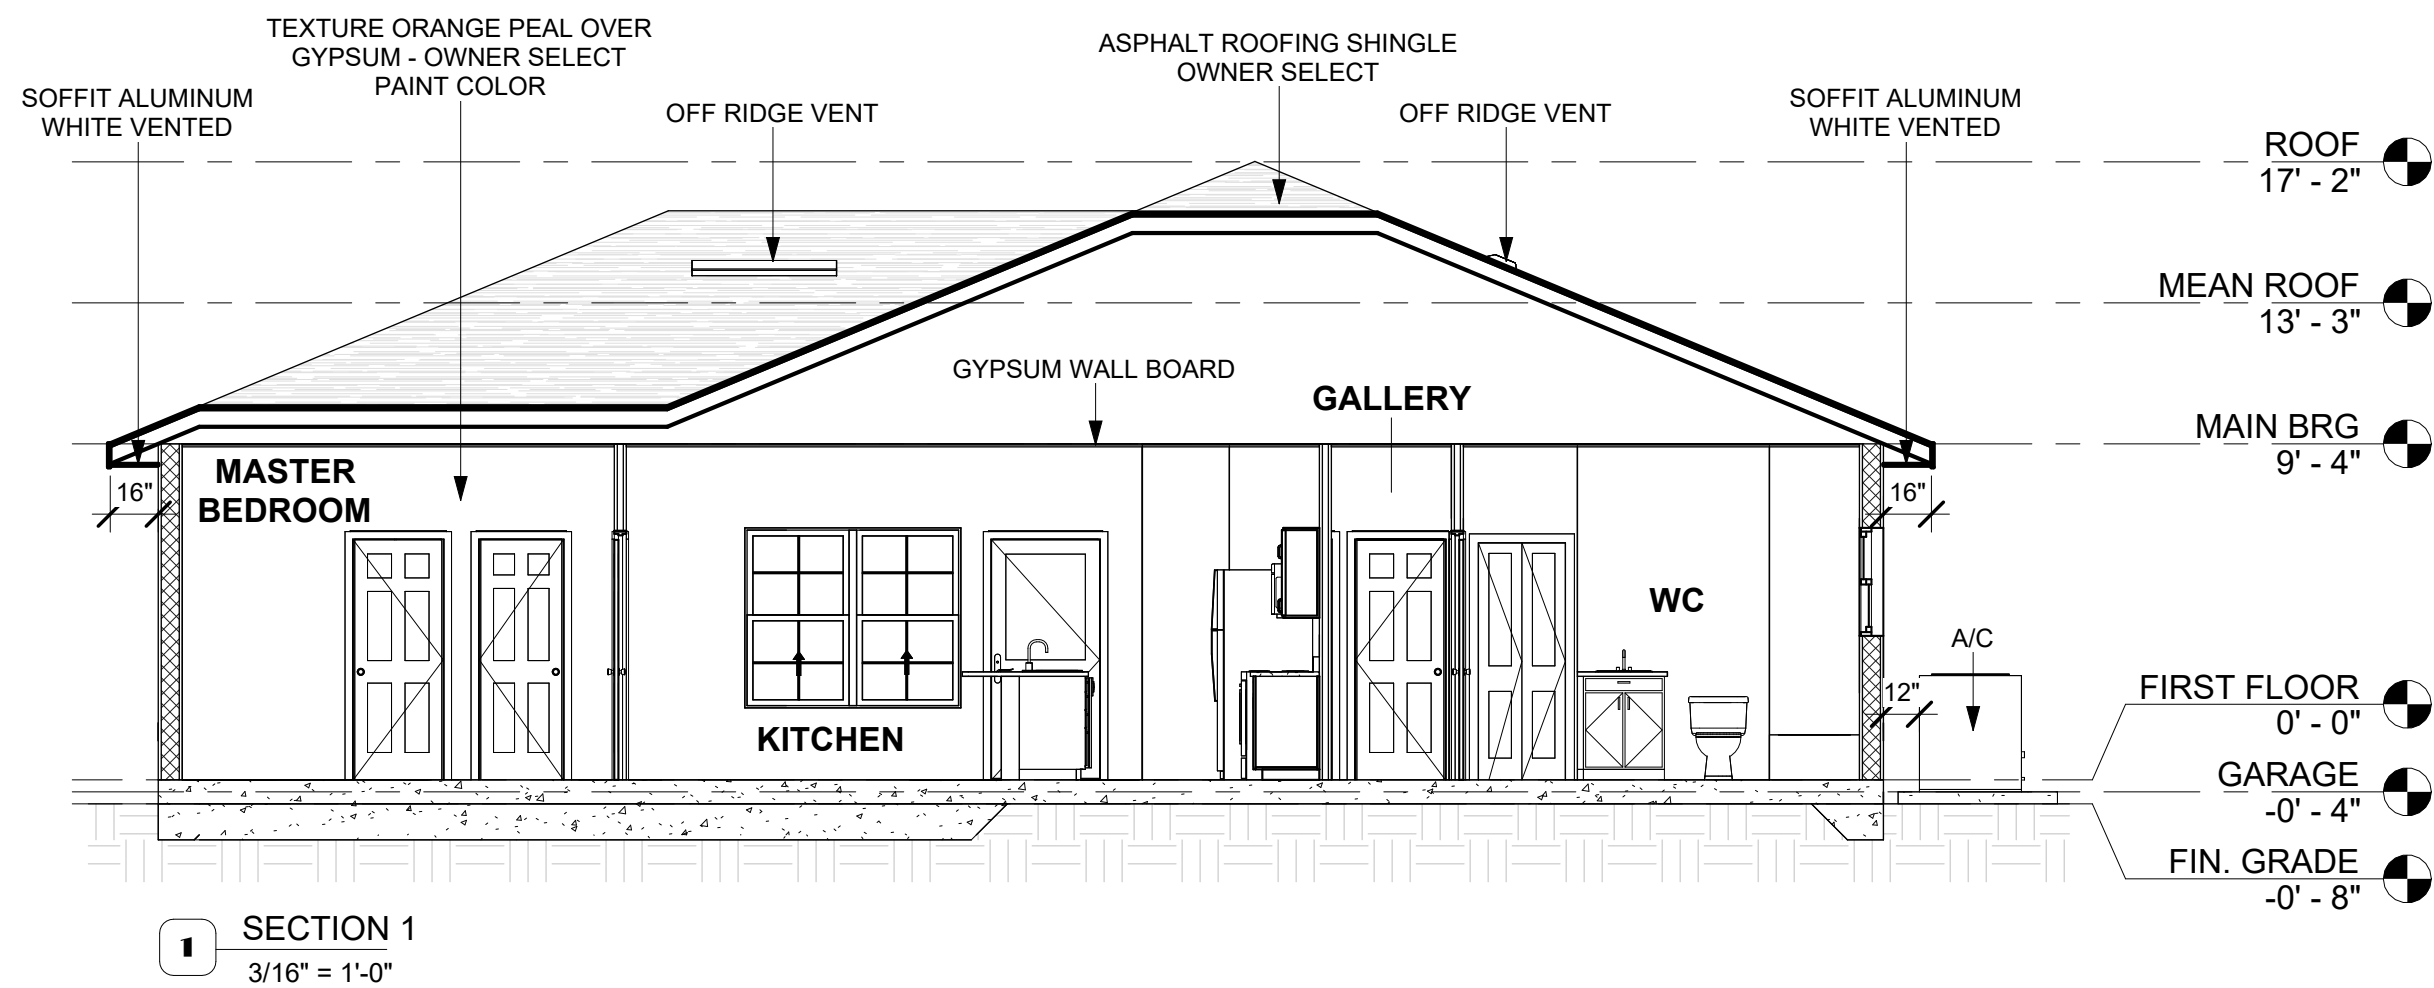 TEXTURE ORANGE PEAL OVER
GYPSUM - OWNER SELECT
PAINT COLOR
ASPHALT ROOFING SHINGLE
OWNER SELECT
SOFFIT ALUMINUM
WHITE VENTED
OFF RIDGE VENT
OFF RIDGE VENT
SOFFIT ALUMINUM
WHITE VENTED
ROOF
17' - 2"
MEAN ROOF
13' - 3"
GYPSUM WALL BOARD
GALLERY
MAIN BRG
9' - 4"
MASTER
BEDROOM
16"
16"
WC
A/C
KITCHEN
12"
FIRST FLOOR
0' - 0"
GARAGE
-0' - 4"
FIN. GRADE
-0' - 8"
1
SECTION 1
3/16" = 1'-0"